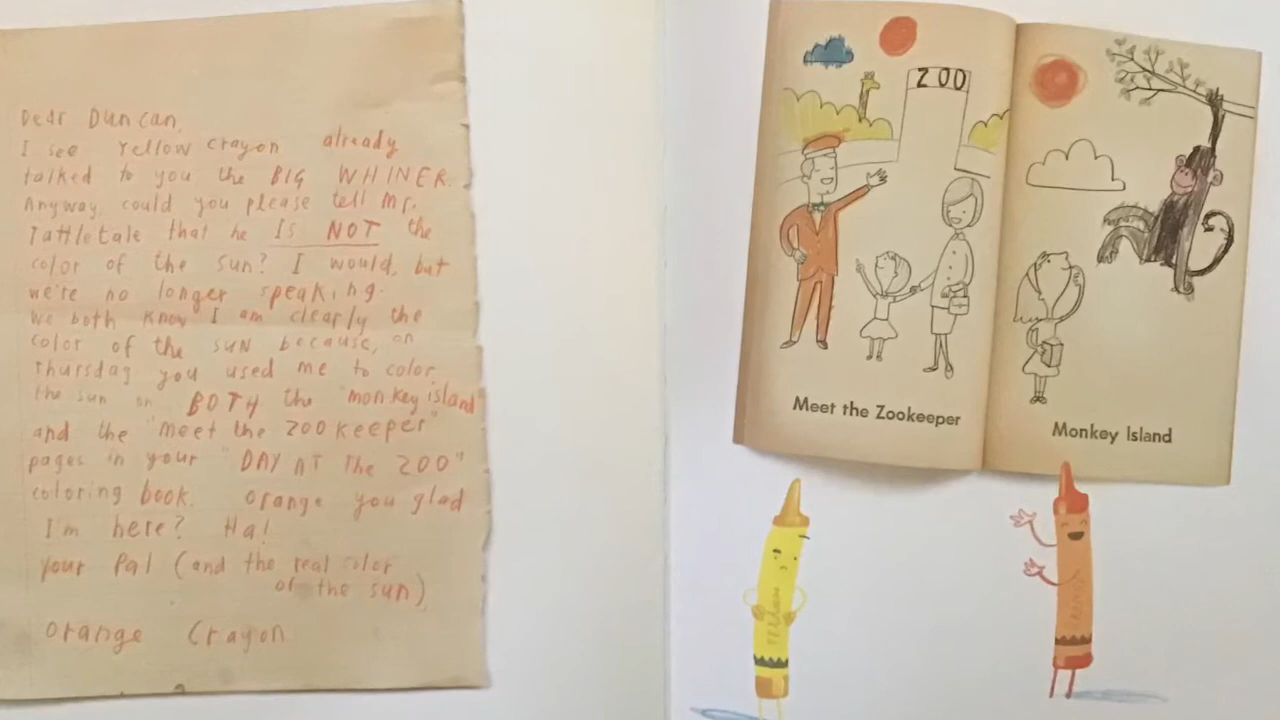 Dear Duncan,
I see Yellow crayon already
talked to you the BIG WHINER.
Anyway, could you please tell Mr.
Tattletale that he Is NOT the
color of the sun? I would, but
we're no longer speaking.
we both know I am clearly the
color of the sun because, on
Thursday, you used me to color
the sun on BOTH the "monkey island"
and the "meet the zookeeper"
pages in your "DAY AT The ZOO"
coloring book. Orange you glad
I'm here? Ha!
Your Pal (and the real color
of the sun),
Orange Crayon
ZOO
Meet the Zookeeper
Monkey Island